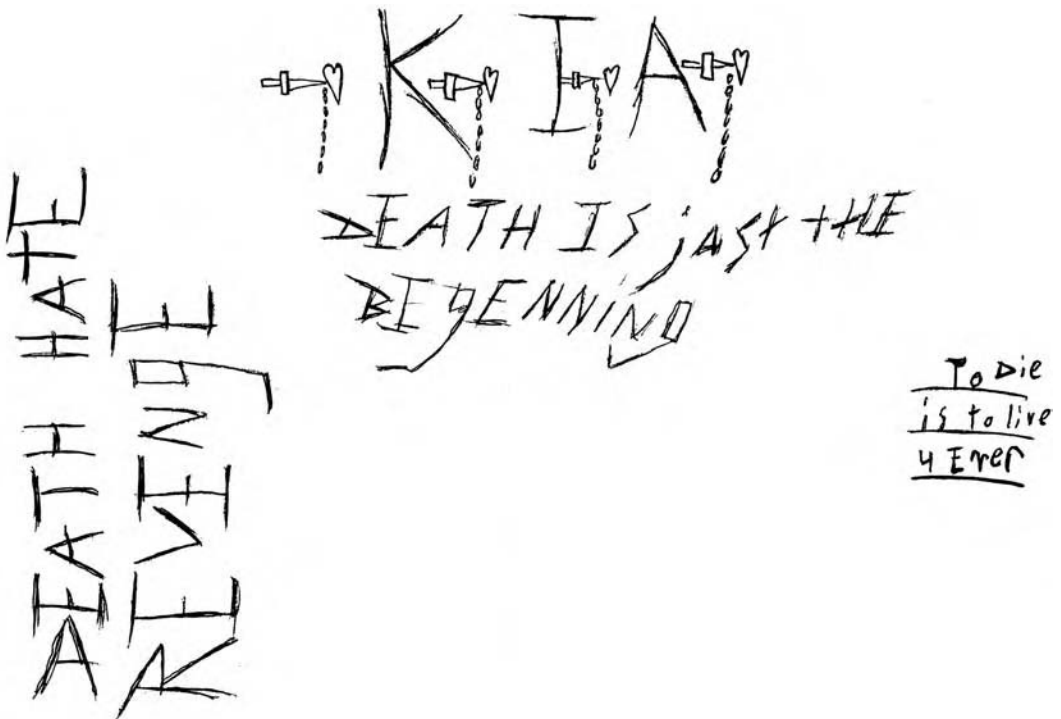 KIA
DEATH IS jast tHE
BEgENNiNg
To Die
is to live
4 Ever
DEATH HATE
REVENgE